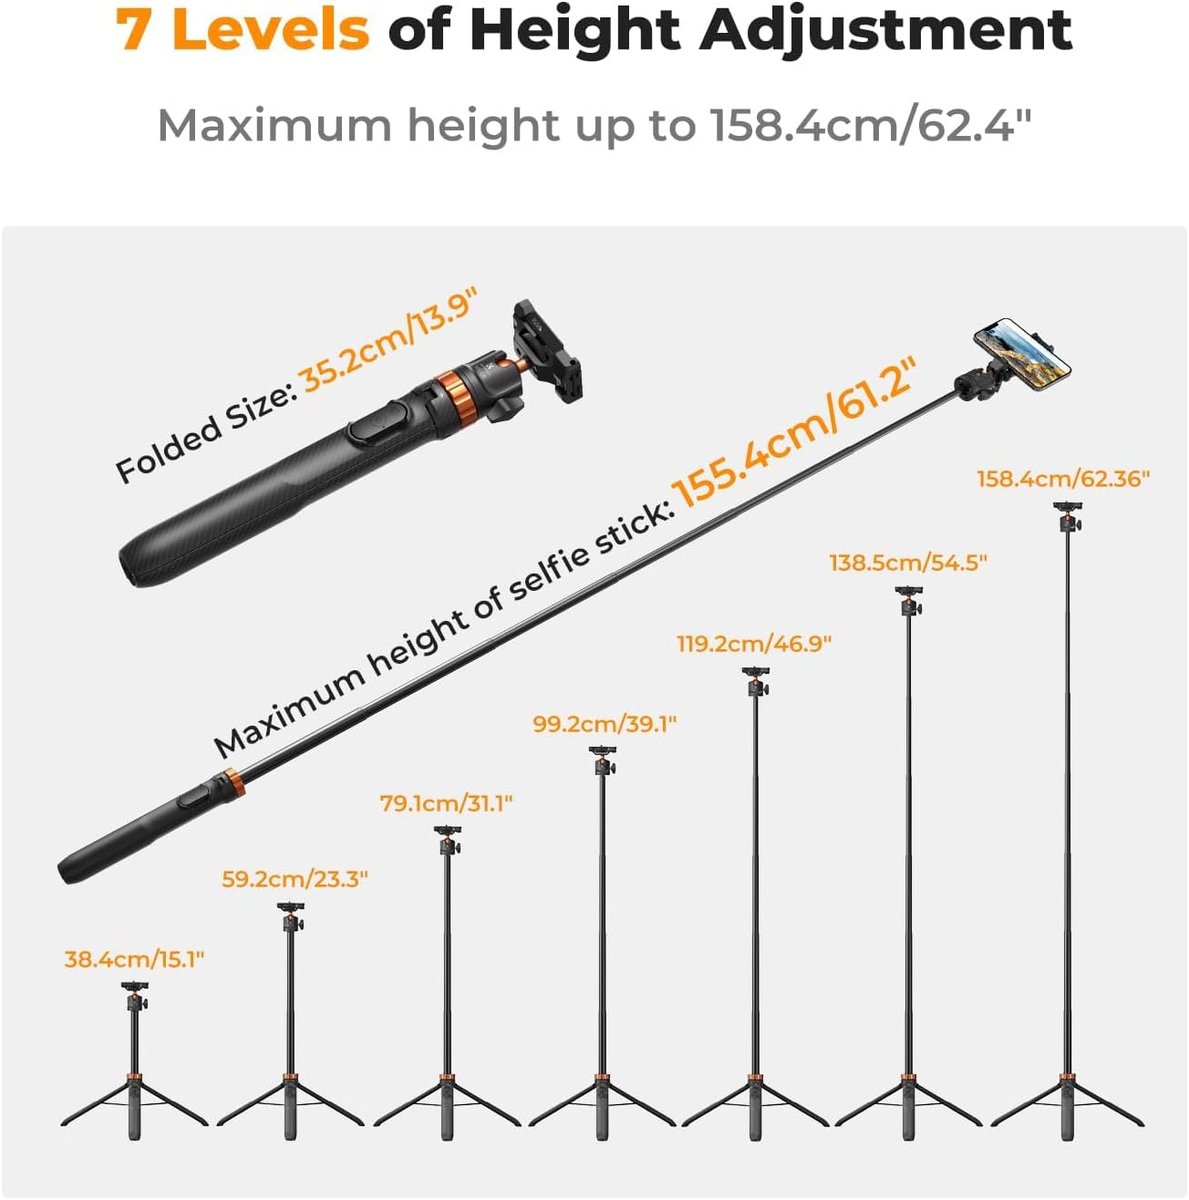 7 Levels of Height Adjustment
Maximum height up to 158.4cm/62.4"
Folded Size: 35.2cm/13.9"
Maximum height of selfie stick: 155.4cm/61.2"
158.4cm/62.36"
138.5cm/54.5"
119.2cm/46.9"
99.2cm/39.1"
79.1cm/31.1"
59.2cm/23.3"
38.4cm/15.1"